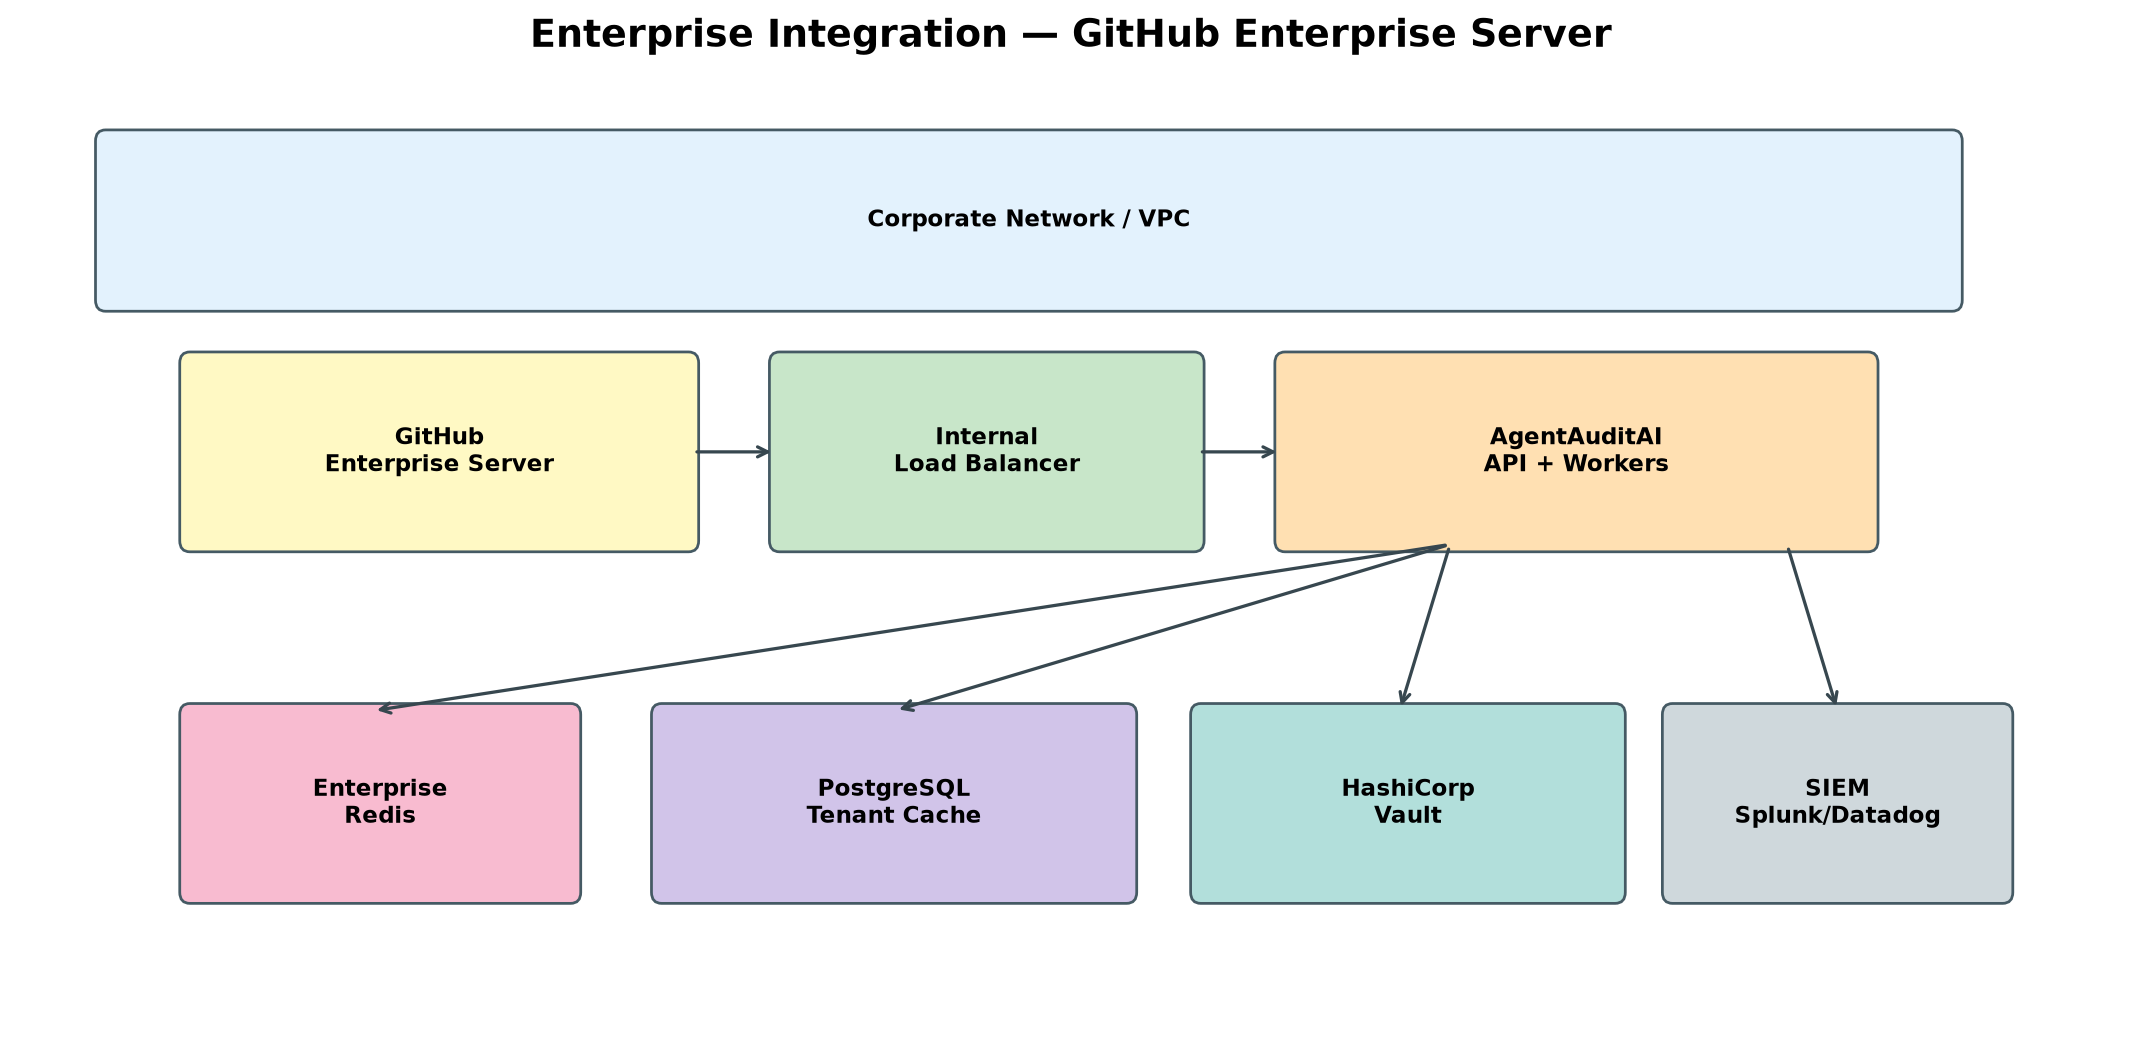 Enterprise Integration — GitHub Enterprise Server
Corporate Network / VPC
GitHub
Enterprise Server
Internal
Load Balancer
AgentAuditAI
API + Workers
Enterprise
Redis
PostgreSQL
Tenant Cache
HashiCorp
Vault
SIEM
Splunk/Datadog